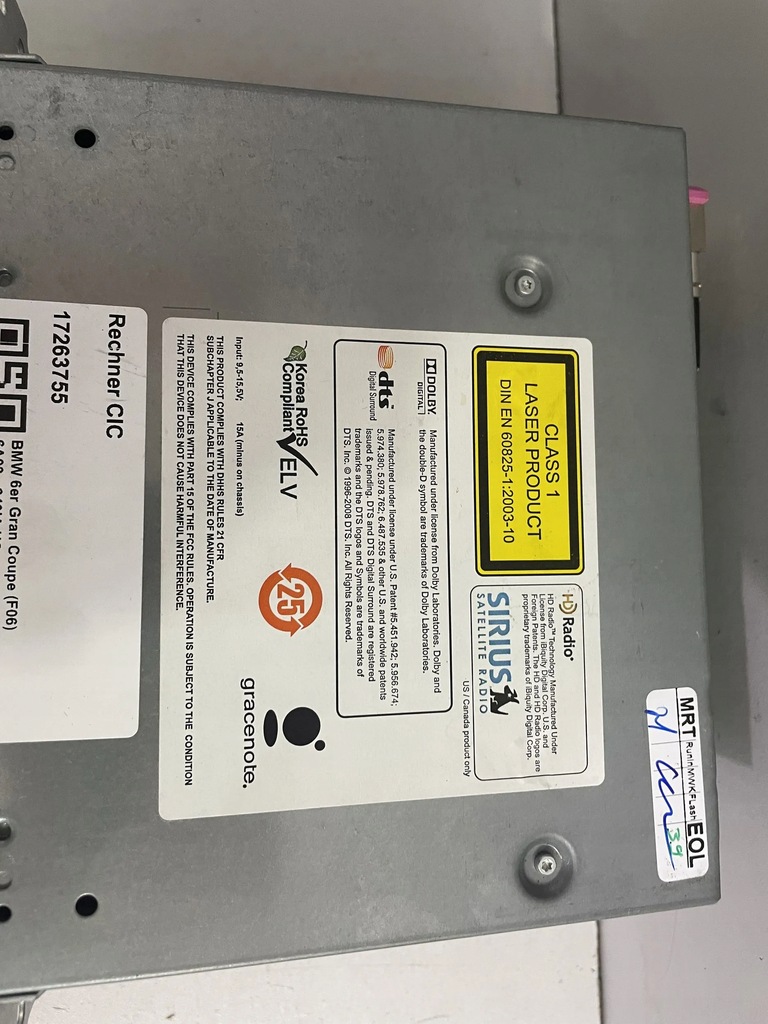 CLASS 1
LASER PRODUCT
DIN EN 60825-1:2003-10
HD Radio
HD Radio™ Technology Manufactured Under
License from iBiquity Digital Corp. U.S. and
Foreign Patents. The HD and HD Radio logos are
proprietary trademarks of iBiquity Digital Corp.
SIRIUS
SATELLITE RADIO
US / Canada product only
DOLBY
DIGITAL
Manufactured under license from Dolby Laboratories. Dolby and
the double-D symbol are trademarks of Dolby Laboratories.
dts
Digital Surround
Manufactured under license under U.S. Patent #5.451.942; 5.956.674;
5.974.380; 5.978.762; 6.487.535 & other U.S. and worldwide patents
issued & pending. DTS and DTS Digital Surround are registered
trademarks and the DTS logos and Symbols are trademarks of
DTS, Inc. © 1996-2008 DTS, Inc. All Rights Reserved.
Korea RoHS
Compliant
ELV
25
gracenote.
Input: 9,5-15,5V; 15A (minus on chassis)
THIS PRODUCT COMPLIES WITH DHHS RULES 21 CFR
SUBCHAPTER J APPLICABLE TO THE DATE OF MANUFACTURE.
THIS DEVICE COMPLIES WITH PART 15 OF THE FCC RULES. OPERATION IS SUBJECT TO THE CONDITION
THAT THIS DEVICE DOES NOT CAUSE HARMFUL INTERFERENCE.
Rechner CIC
17263755
BMW 6er Gran Coupe (F06)
MRT RunIn MWK FLash EOL
3.9